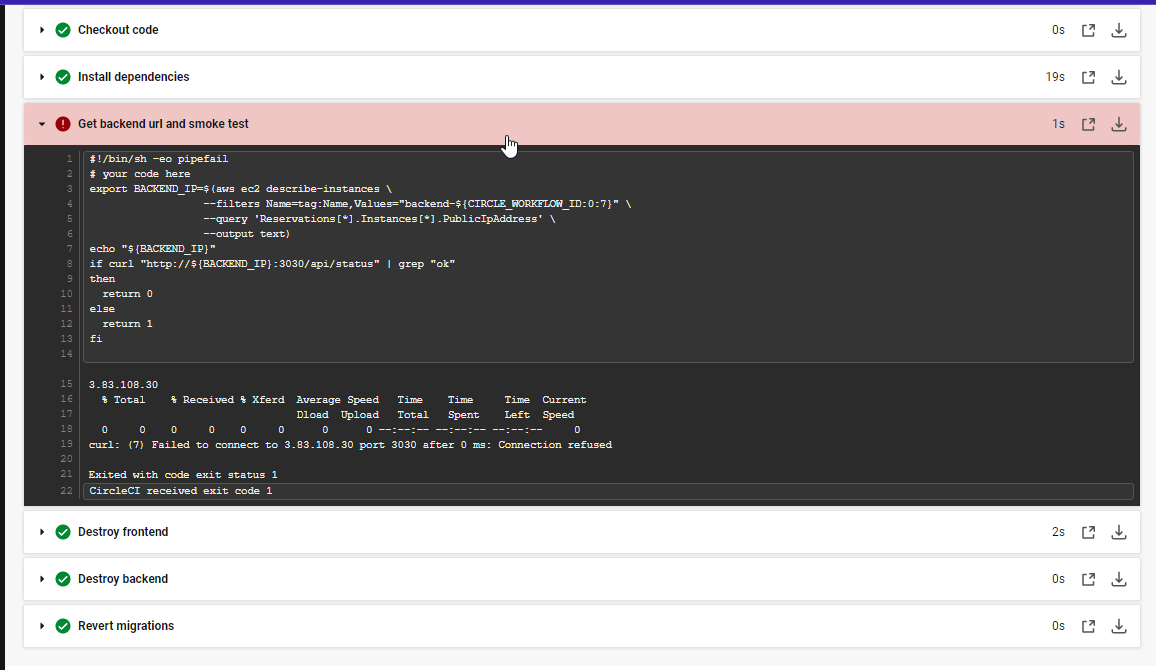 Checkout code 0s
Install dependencies 19s
Get backend url and smoke test 1s
1 #!/bin/sh -eo pipefail
2 # your code here
3 export BACKEND_IP=$(aws ec2 describe-instances \
4 --filters Name=tag:Name,Values="backend-${CIRCLE_WORKFLOW_ID:0:7}" \
5 --query 'Reservations[*].Instances[*].PublicIpAddress' \
6 --output text)
7 echo "${BACKEND_IP}"
8 if curl "http://${BACKEND_IP}:3030/api/status" | grep "ok"
9 then
10 return 0
11 else
12 return 1
13 fi
14
15 3.83.108.30
16 % Total % Received % Xferd Average Speed Time Time Time Current
17 Dload Upload Total Spent Left Speed
18 0 0 0 0 0 0 0 0 --:--:-- --:--:-- --:--:-- 0
19 curl: (7) Failed to connect to 3.83.108.30 port 3030 after 0 ms: Connection refused
20
21 Exited with code exit status 1
22 CircleCI received exit code 1
Destroy frontend 2s
Destroy backend 0s
Revert migrations 0s